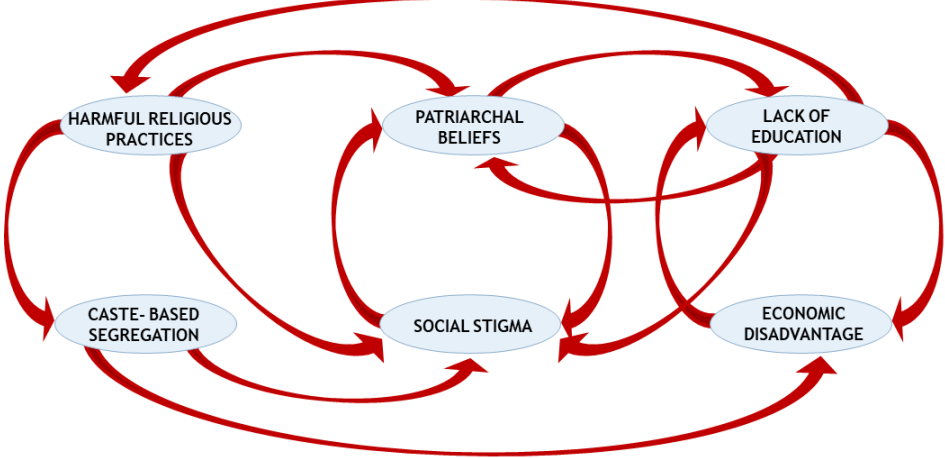 HARMFUL RELIGIOUS
PRACTICES
PATRIARCHAL
BELIEFS
LACK OF
EDUCATION
CASTE- BASED
SEGREGATION
SOCIAL STIGMA
ECONOMIC
DISADVANTAGE